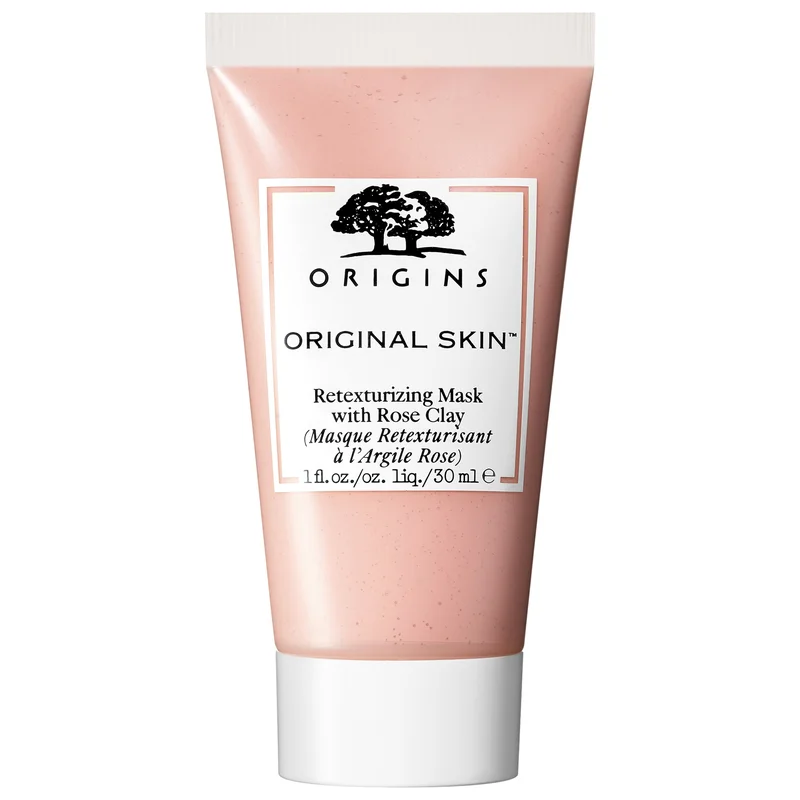 ORIGINS
ORIGINAL SKIN™
Retexturizing Mask
with Rose Clay
(Masque Retexturisant
à l'Argile Rose)
1 fl. oz./oz. liq./30 ml ℮